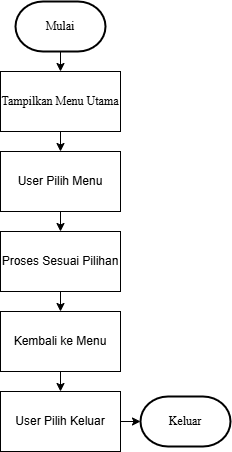 Mulai
Tampilkan Menu Utama
User Pilih Menu
Proses Sesuai Pilihan
Kembali ke Menu
User Pilih Keluar
Keluar